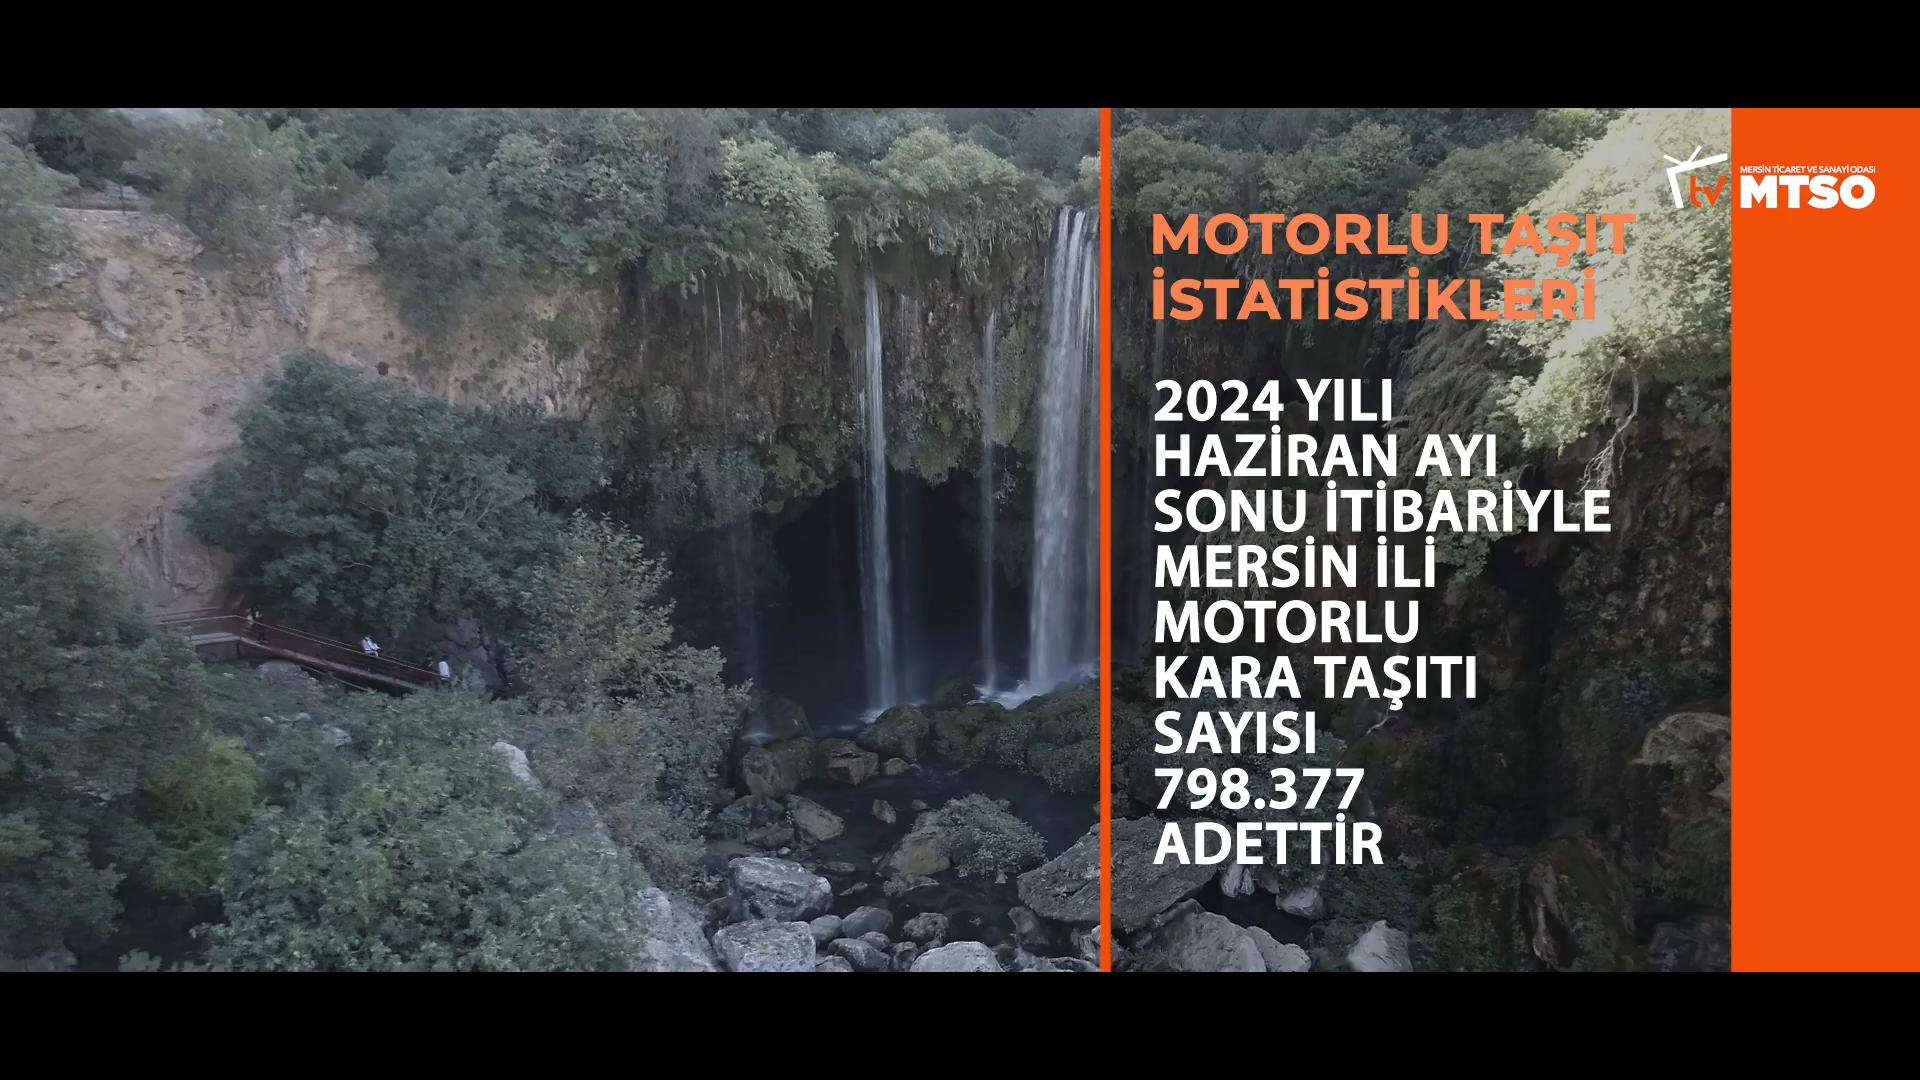 tv
MERSİN TİCARET VE SANAYİ ODASI
MTSO
MOTORLU TAŞIT
İSTATİSTİKLERİ
2024 YILI
HAZİRAN AYI
SONU İTİBARİYLE
MERSİN İLİ
MOTORLU
KARA TAŞITI
SAYISI
798.377
ADETTİR